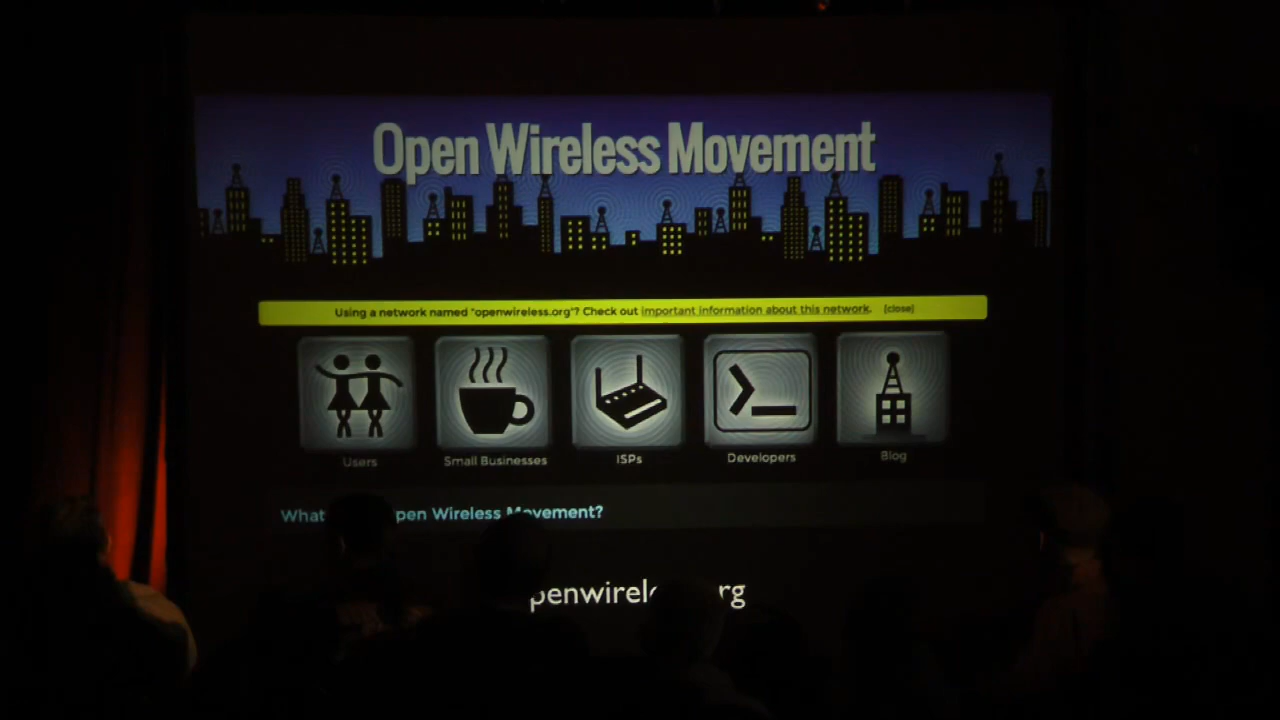 Open Wireless Movement
Using a network named "openwireless.org"? Check out important information about this network. [close]
Users
Small Businesses
ISPs
Developers
Blog
What pen Wireless Movement?
penwirel rg